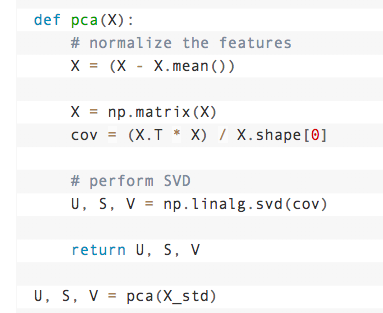 def pca(X):
    # normalize the features
    X = (X - X.mean())
    X = np.matrix(X)
    cov = (X.T * X) / X.shape[0]
    # perform SVD
    U, S, V = np.linalg.svd(cov)
    return U, S, V
U, S, V = pca(X_std)